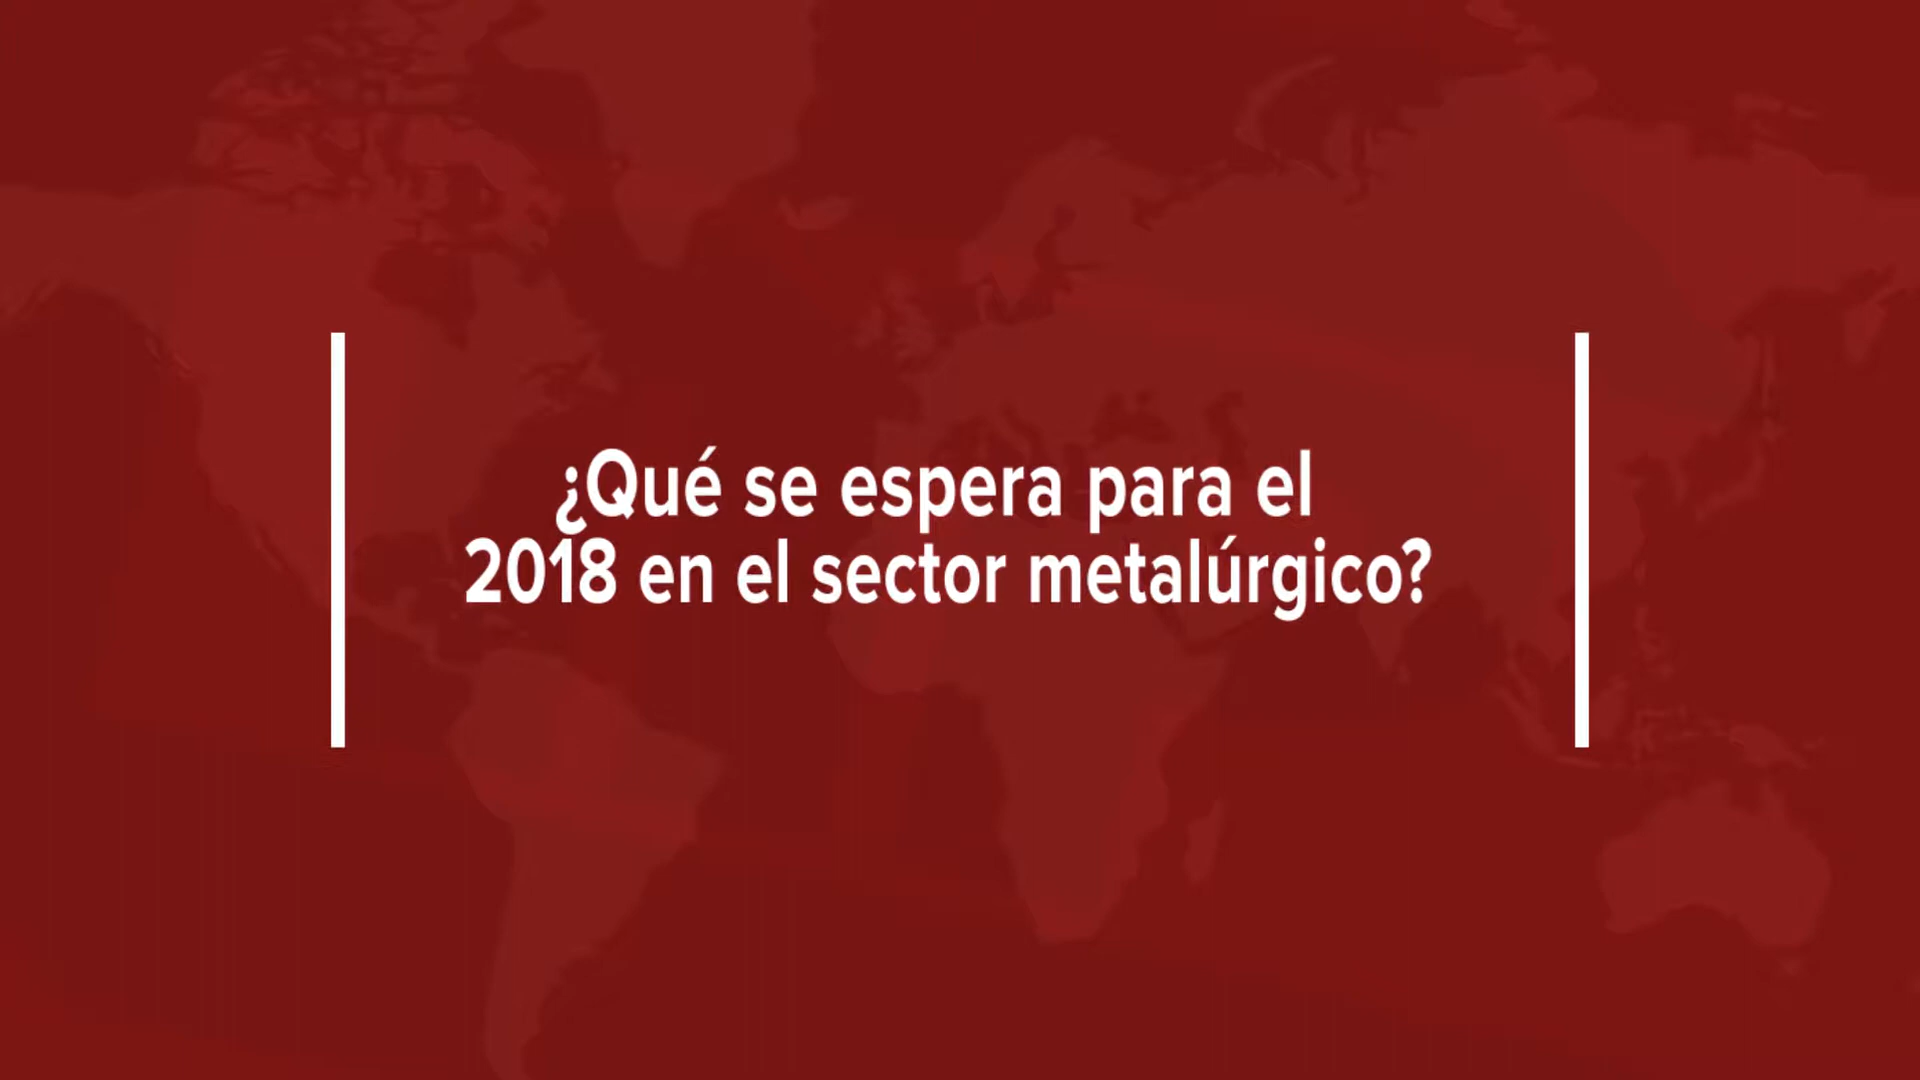 ¿Qué se espera para el
2018 en el sector metalúrgico?